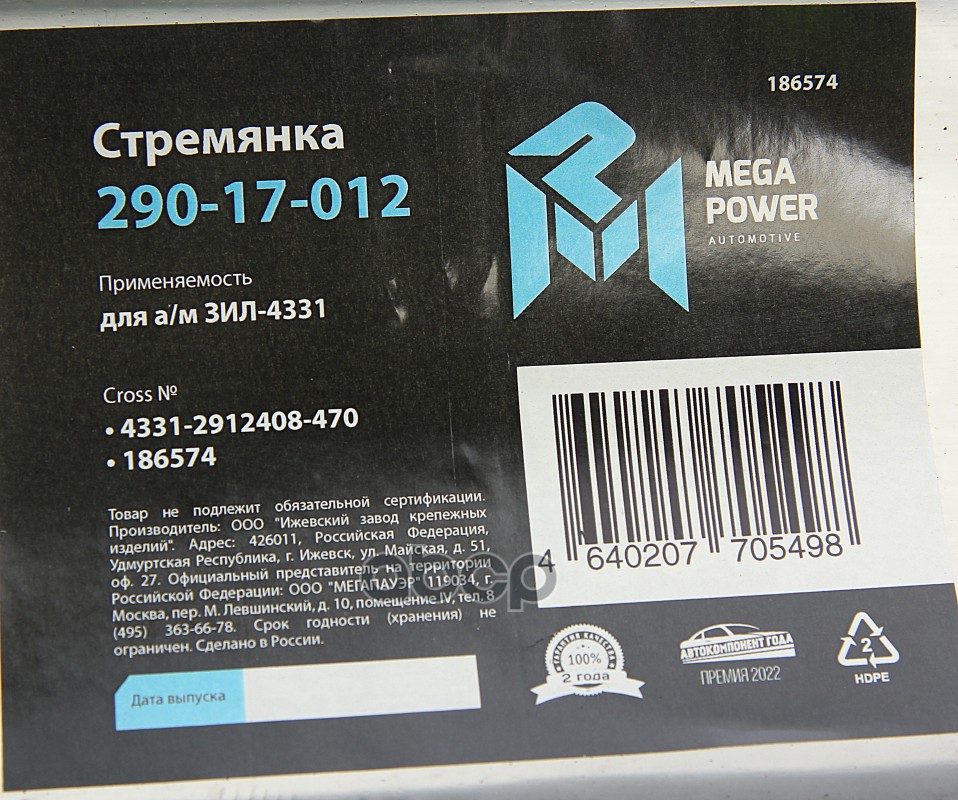 186574
Стремянка
290-17-012
MEGA
POWER
AUTOMOTIVE
Применяемость
для а/м ЗИЛ-4331
Cross №
• 4331-2912408-470
• 186574
Товар не подлежит обязательной сертификации.
Производитель: ООО "Ижевский завод крепежных
изделий". Адрес: 426011, Российская Федерация,
Удмуртская Республика, г. Ижевск, ул. Майская, д. 51,
оф. 27. Официальный представитель на территории
Российской Федерации: ООО "МЕГАПАУЭР" 119034, г.
Москва, пер. М. Левшинский, д. 10, помещение IV, тел. 8
(495) 363-66-78. Срок годности (хранения) не
ограничен. Сделано в России.
Дата выпуска
4 640207 705498
ГАРАНТИЯ КАЧЕСТВА
100%
2 года
АВТОКОМПОНЕНТ ГОДА
ПРЕМИЯ 2022
2
HDPE